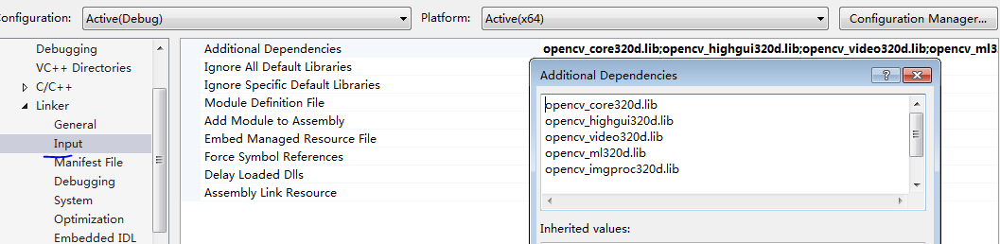 onfiguration: Active(Debug) Platform: Active(x64) Configuration Manager...
Debugging
VC++ Directories
C/C++
Linker
General
Input
Manifest File
Debugging
System
Optimization
Embedded IDL
Additional Dependencies opencv_core320d.lib;opencv_highgui320d.lib;opencv_video320d.lib;opencv_ml3
Ignore All Default Libraries
Ignore Specific Default Libraries
Module Definition File
Add Module to Assembly
Embed Managed Resource File
Force Symbol References
Delay Loaded Dlls
Assembly Link Resource
Additional Dependencies
opencv_core320d.lib
opencv_highgui320d.lib
opencv_video320d.lib
opencv_ml320d.lib
opencv_imgproc320d.lib
Inherited values: